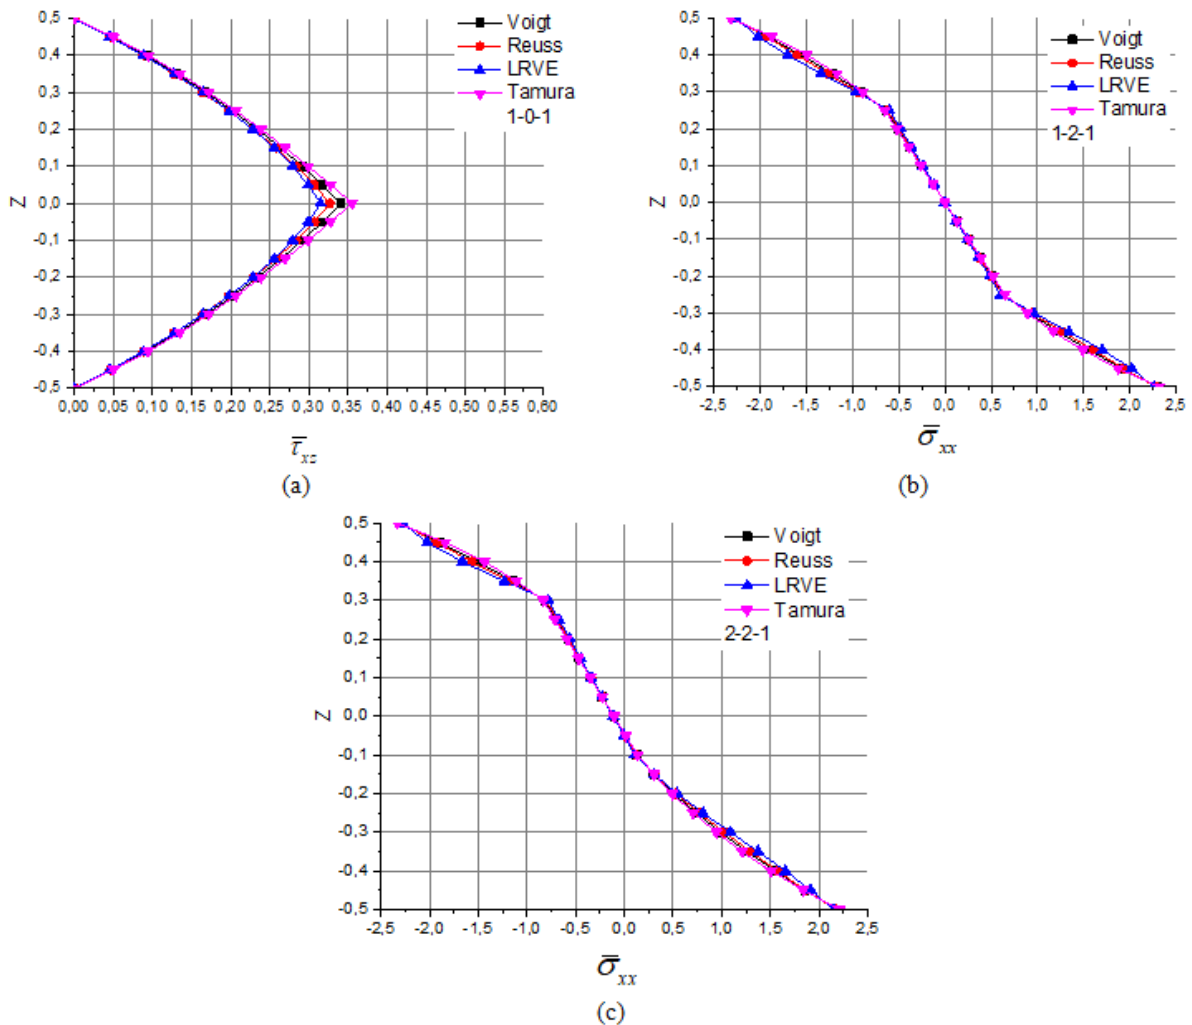 0,5
0,4
0,3
0,2
0,1
0,0
-0,1
-0,2
-0,3
-0,4
-0,5
Z
Voigt
Reuss
LRVE
Tamura
1-0-1
0,00 0,05 0,10 0,15 0,20 0,25 0,30 0,35 0,40 0,45 0,50 0,55 0,60
τ̄xz
(a)
0,5
0,4
0,3
0,2
0,1
0,0
-0,1
-0,2
-0,3
-0,4
-0,5
Z
Voigt
Reuss
LRVE
Tamura
1-2-1
-2,5 -2,0 -1,5 -1,0 -0,5 0,0 0,5 1,0 1,5 2,0 2,5
σ̄xx
(b)
0,5
0,4
0,3
0,2
0,1
0,0
-0,1
-0,2
-0,3
-0,4
-0,5
Z
Voigt
Reuss
LRVE
Tamura
2-2-1
-2,5 -2,0 -1,5 -1,0 -0,5 0,0 0,5 1,0 1,5 2,0 2,5
σ̄xx
(c)